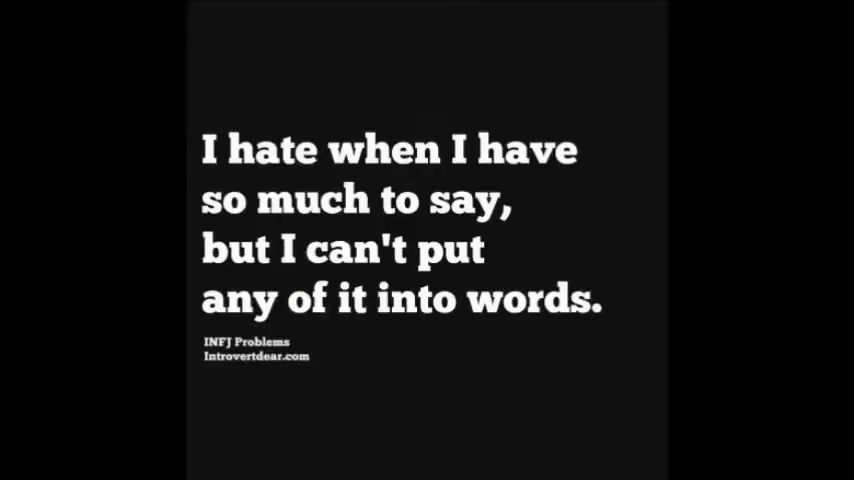 I hate when I have
so much to say,
but I can't put
any of it into words.
INFJ Problems
Introvertdear.com